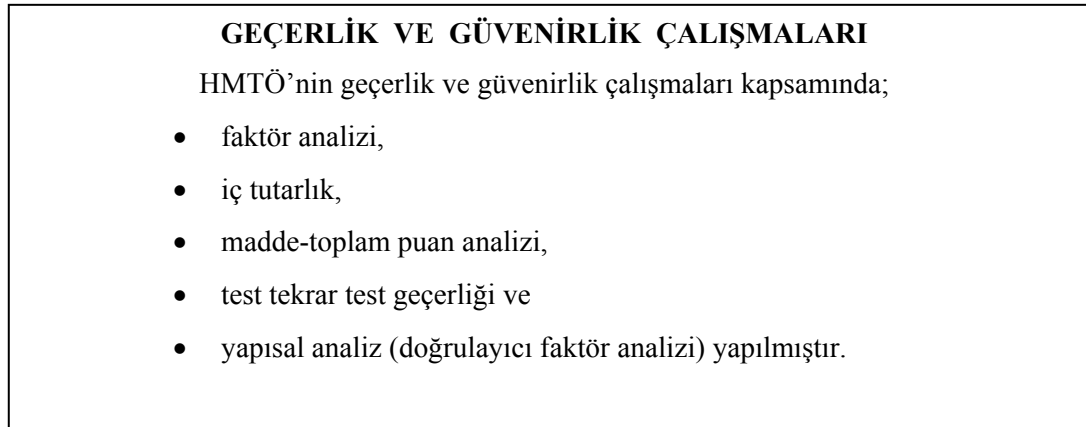 GEÇERLİK VE GÜVENİRLİK ÇALIŞMALARI
HMTÖ’nin geçerlik ve güvenirlik çalışmaları kapsamında;
• faktör analizi,
• iç tutarlık,
• madde-toplam puan analizi,
• test tekrar test geçerliği ve
• yapısal analiz (doğrulayıcı faktör analizi) yapılmıştır.